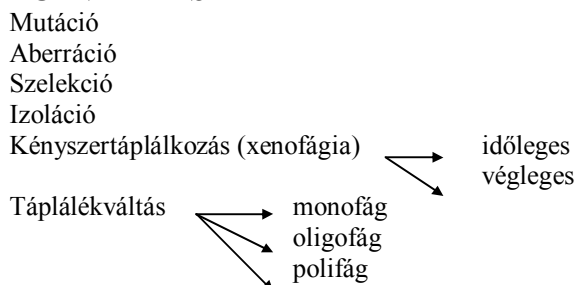 Mutáció
Aberráció
Szelekció
Izoláció
Kényszertáplálkozás (xenofágia) időleges
végleges
Táplálékváltás monofág
oligofág
polifág